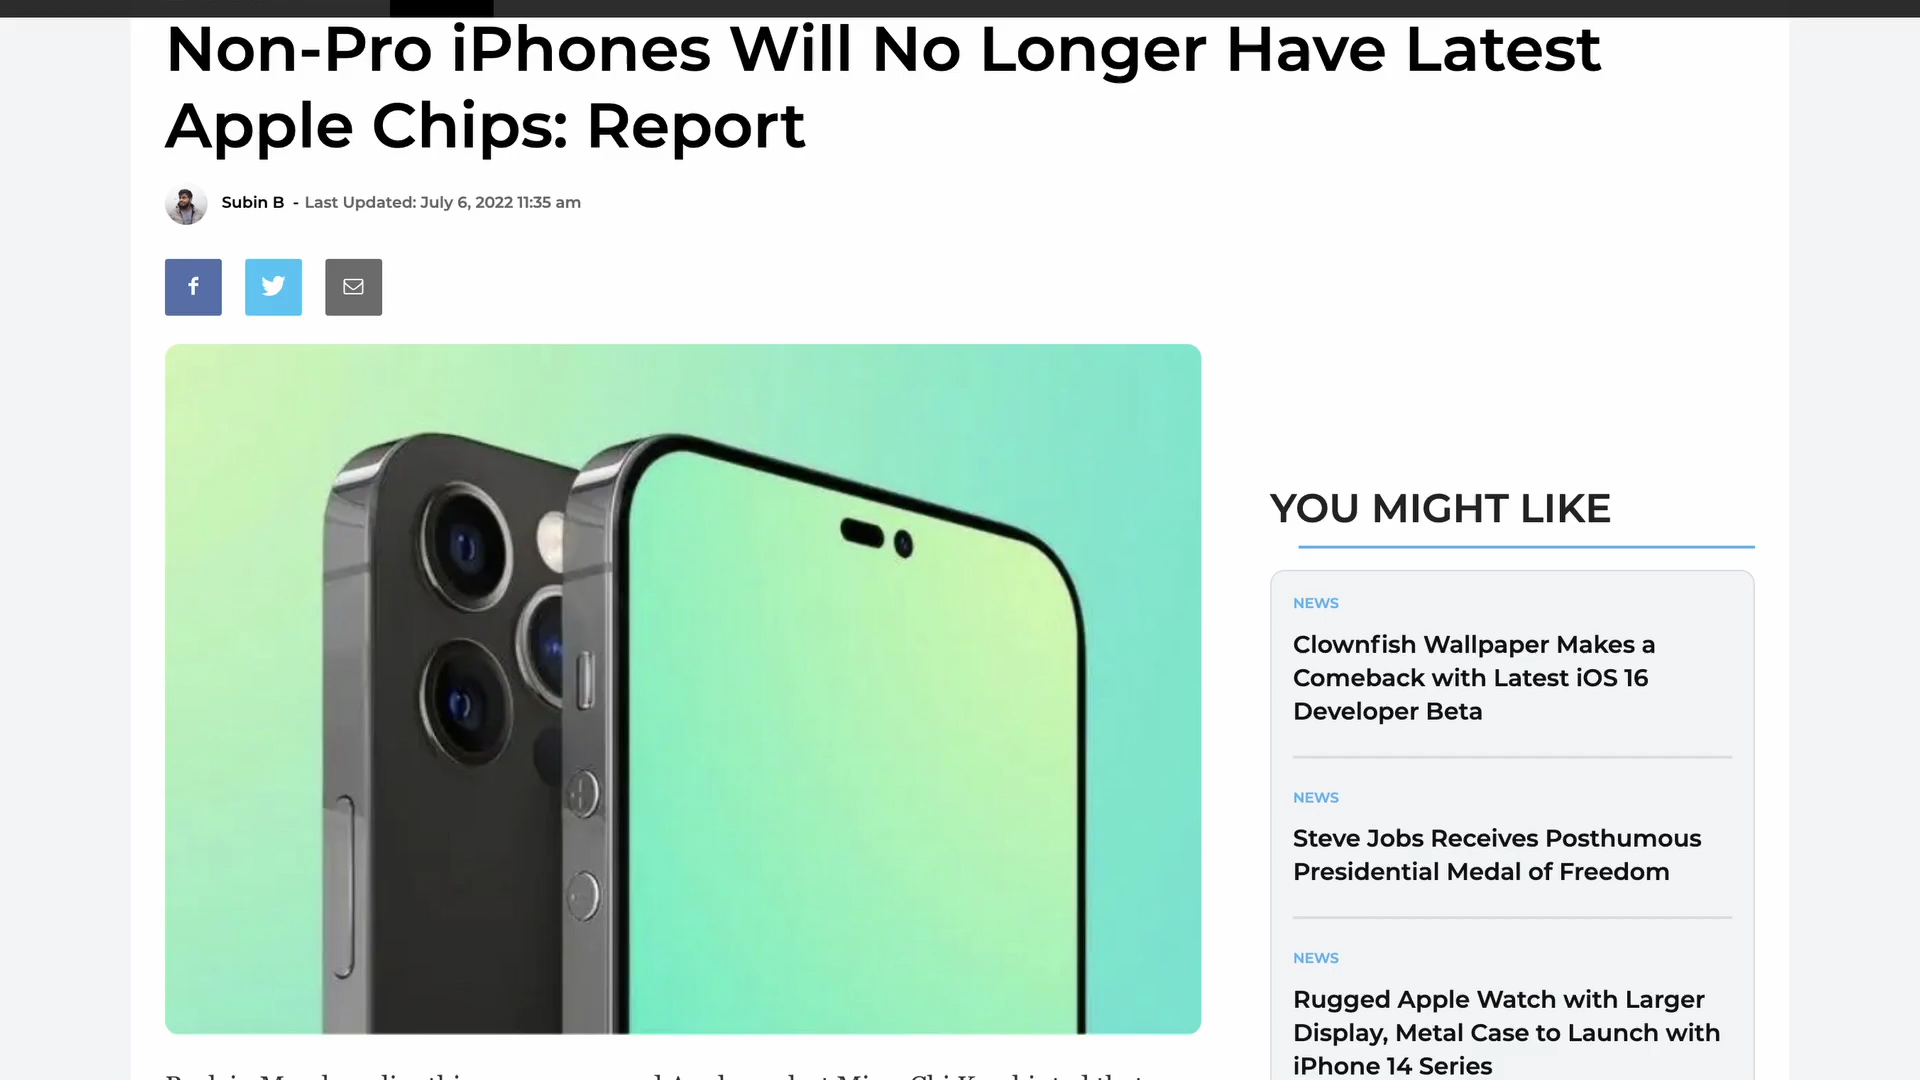 Non-Pro iPhones Will No Longer Have Latest
Apple Chips: Report
Subin B - Last Updated: July 6, 2022 11:35 am
YOU MIGHT LIKE
NEWS
Clownfish Wallpaper Makes a
Comeback with Latest iOS 16
Developer Beta
NEWS
Steve Jobs Receives Posthumous
Presidential Medal of Freedom
NEWS
Rugged Apple Watch with Larger
Display, Metal Case to Launch with
iPhone 14 Series